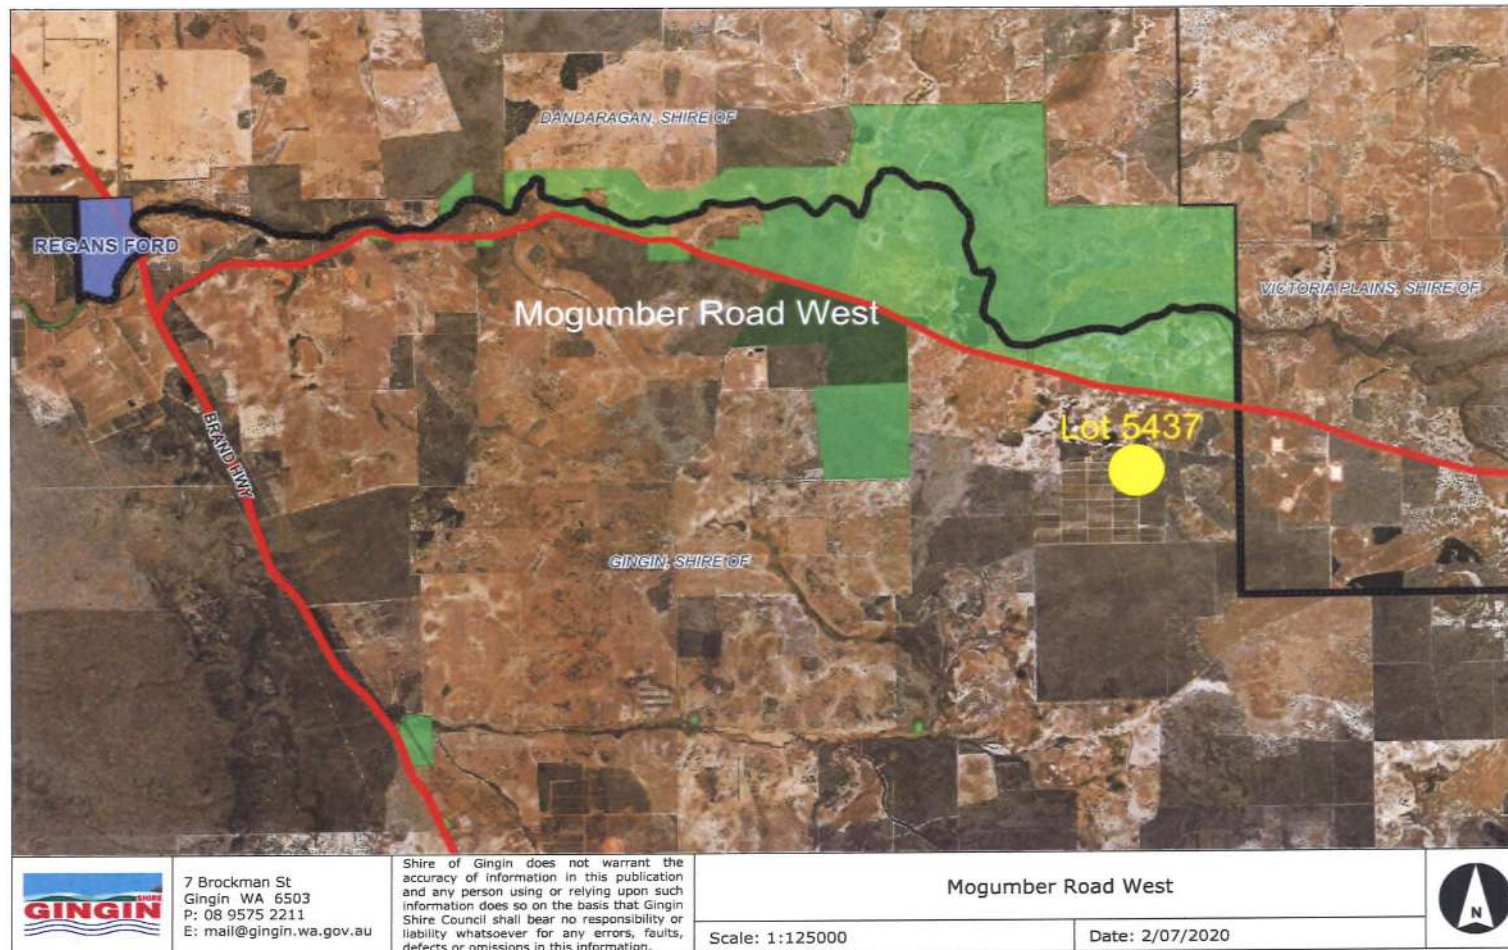 DANDARAGAN, SHIRE OF
REGANS FORD
VICTORIA PLAINS, SHIRE OF
Mogumber Road West
BRAND HWY
Lot 5437
GINGIN, SHIRE OF
SHIRE
GINGIN
7 Brockman St
Gingin WA 6503
P: 08 9575 2211
E: mail@gingin.wa.gov.au
Shire of Gingin does not warrant the
accuracy of information in this publication
and any person using or relying upon such
information does so on the basis that Gingin
Shire Council shall bear no responsibility or
liability whatsoever for any errors, faults,
defects or omissions in this information.
Mogumber Road West
Scale: 1:125000
Date: 2/07/2020
N